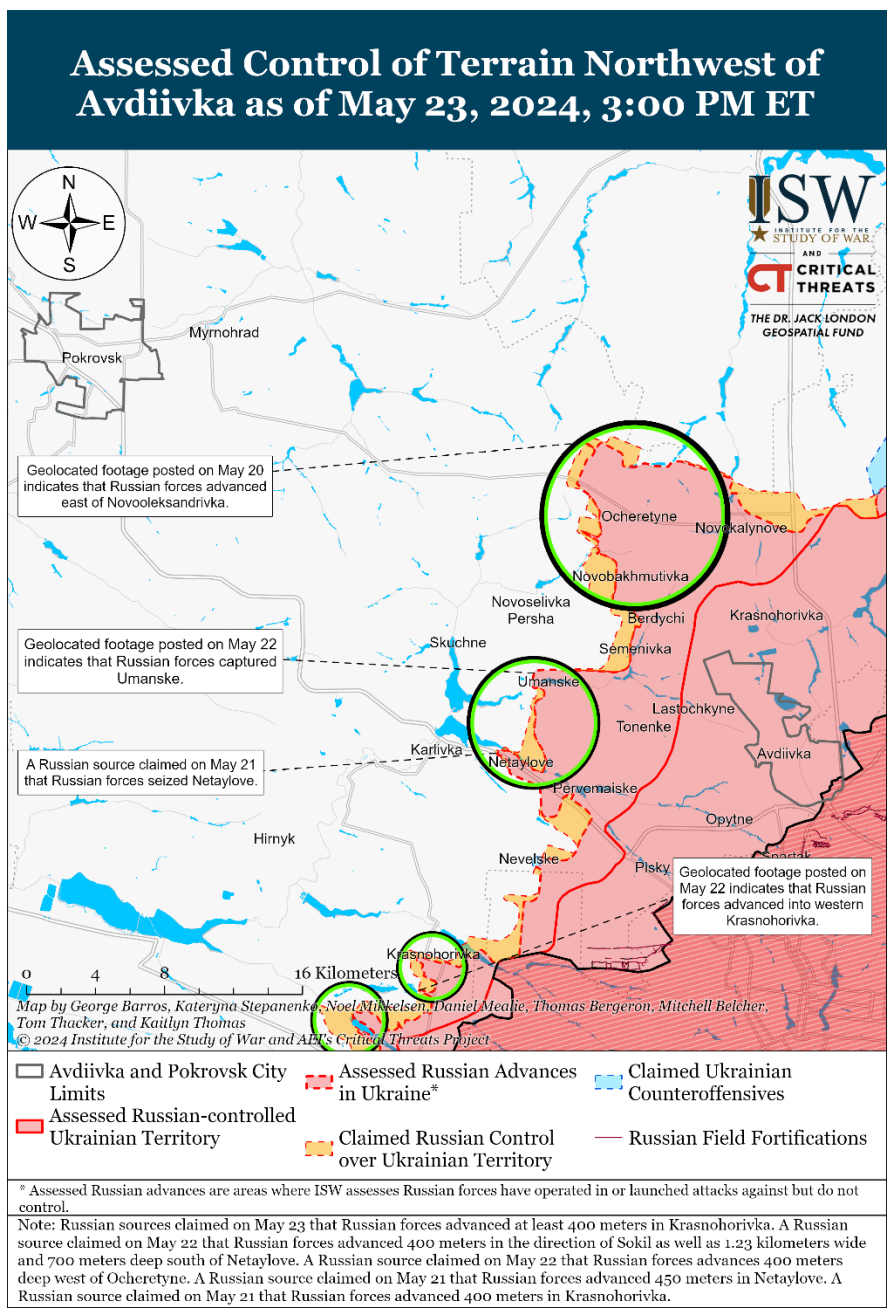 Assessed Control of Terrain Northwest of
Avdiivka as of May 23, 2024, 3:00 PM ET
N
W
E
S
ISW
INSTITUTE FOR THE
STUDY OF WAR.
AND
CT CRITICAL
THREATS
THE DR. JACK LONDON
GEOSPATIAL FUND
Myrnohrad
Pokrovsk
Geolocated footage posted on May 20
indicates that Russian forces advanced
east of Novooleksandrivka.
Ocheretyne
Novokalynove
Novobakhmutivka
Novoselivka
Persha
Berdychi
Krasnohorivka
Skuchne
Semenivka
Geolocated footage posted on May 22
indicates that Russian forces captured
Umanske.
Umanske
Lastochkyne
Tonenke
Karlivka
Avdiivka
Netaylove
A Russian source claimed on May 21
that Russian forces seized Netaylove.
Pervomaiske
Opytne
Hirnyk
Nevelske
Spartak
Pisky
Geolocated footage posted on
May 22 indicates that Russian
forces advanced into western
Krasnohorivka.
Krasnohorivka
0 4 8 16 Kilometers
Map by George Barros, Kateryna Stepanenko, Noel Mikkelsen, Daniel Mealie, Thomas Bergeron, Mitchell Belcher,
Tom Thacker, and Kaitlyn Thomas
© 2024 Institute for the Study of War and AEI's Critical Threats Project
Avdiivka and Pokrovsk City
Limits
Assessed Russian-controlled
Ukrainian Territory
Assessed Russian Advances
in Ukraine*
Claimed Russian Control
over Ukrainian Territory
Claimed Ukrainian
Counteroffensives
Russian Field Fortifications
* Assessed Russian advances are areas where ISW assesses Russian forces have operated in or launched attacks against but do not
control.
Note: Russian sources claimed on May 23 that Russian forces advanced at least 400 meters in Krasnohorivka. A Russian
source claimed on May 22 that Russian forces advanced 400 meters in the direction of Sokil as well as 1.23 kilometers wide
and 700 meters deep south of Netaylove. A Russian source claimed on May 22 that Russian forces advances 400 meters
deep west of Ocheretyne. A Russian source claimed on May 21 that Russian forces advanced 450 meters in Netaylove. A
Russian source claimed on May 21 that Russian forces advanced 400 meters in Krasnohorivka.